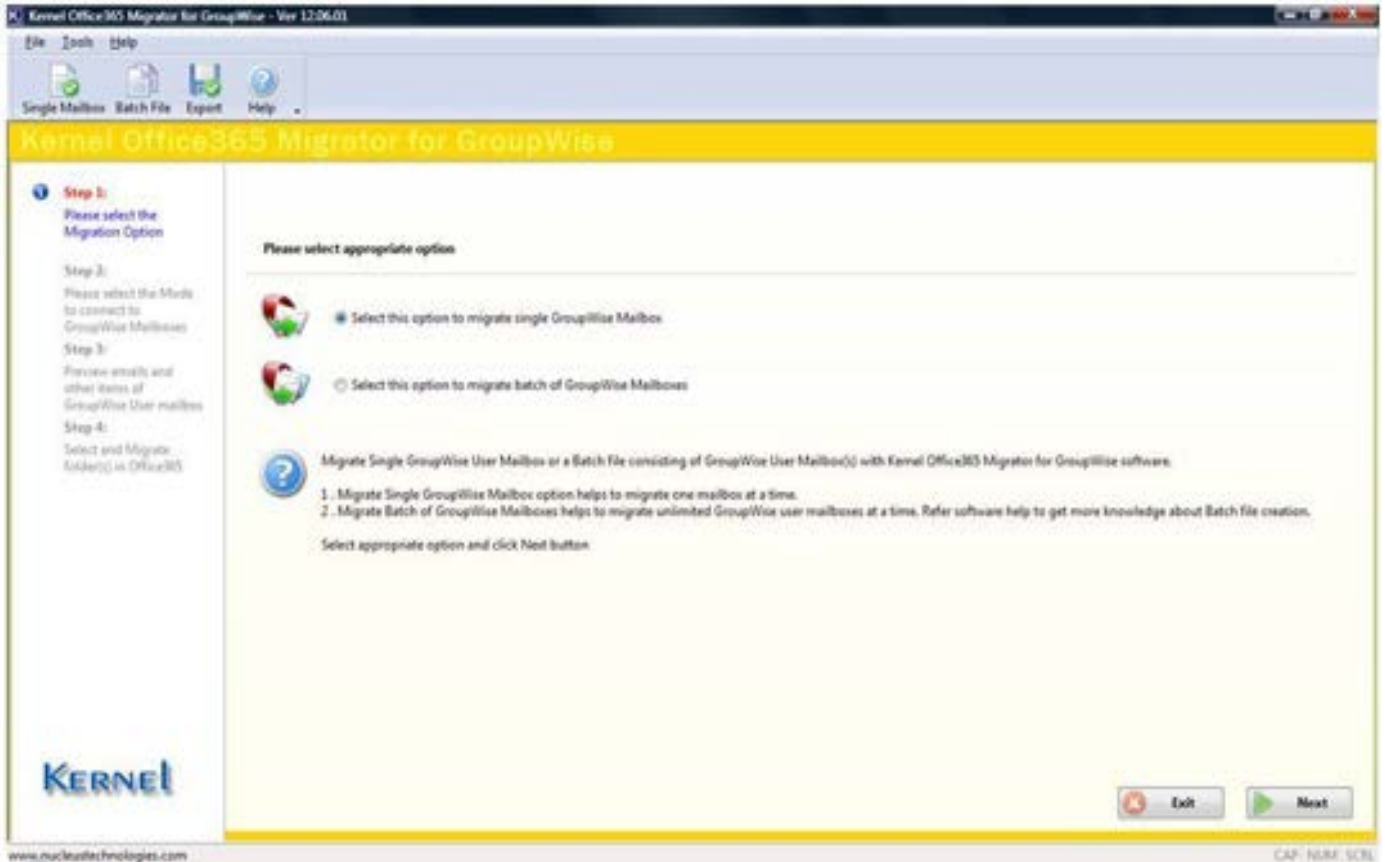 Kernel Office365 Migrator for GroupWise - Ver 12.06.01
File Tools Help
Single Mailbox Batch File Export Help
Kernel Office365 Migrator for GroupWise
Step 1:
Please select the
Migration Option
Step 2:
Please select the Mode
to connect to
GroupWise Mailboxes
Step 3:
Preview emails and
other items of
GroupWise User mailbox
Step 4:
Select and Migrate
folder(s) in Office365
Please select appropriate option
Select this option to migrate single GroupWise Mailbox
Select this option to migrate batch of GroupWise Mailboxes
Migrate Single GroupWise User Mailbox or a Batch file consisting of GroupWise User Mailbox(s) with Kernel Office365 Migrator for GroupWise software.
1 . Migrate Single GroupWise Mailbox option helps to migrate one mailbox at a time.
2 . Migrate Batch of GroupWise Mailboxes helps to migrate unlimited GroupWise user mailboxes at a time. Refer software help to get more knowledge about Batch file creation.
Select appropriate option and click Next button
KERNEL
Exit Next
www.nucleustechnologies.com
CAP NUM SCRL